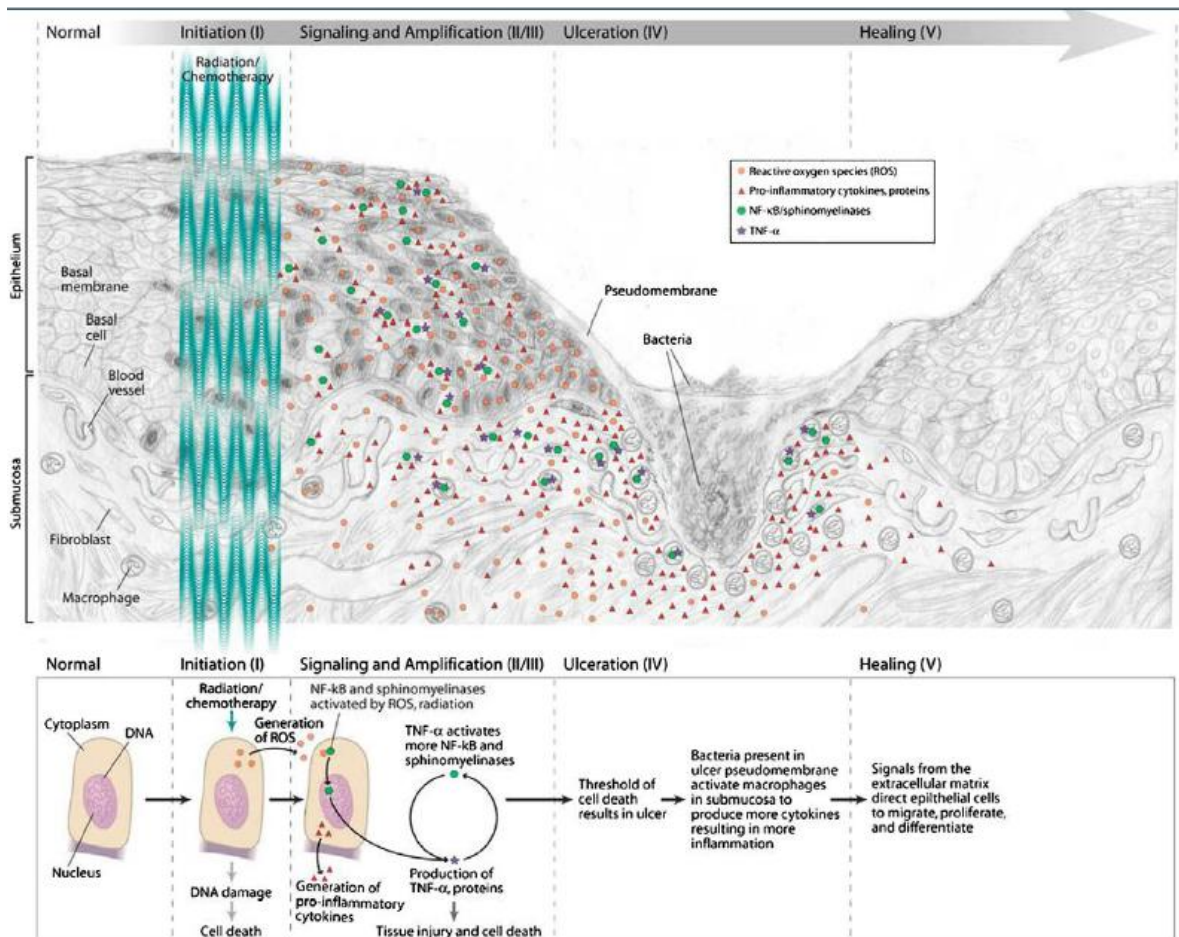 Normal
Initiation (I)
Signaling and Amplification (II/III)
Ulceration (IV)
Healing (V)
Radiation/
Chemotherapy
Reactive oxygen species (ROS)
Pro-inflammatory cytokines, proteins
NF-κB/sphinomyelinases
TNF-α
Epithelium
Submucosa
Basal
membrane
Basal
cell
Blood
vessel
Fibroblast
Macrophage
Pseudomembrane
Bacteria
Normal
Initiation (I)
Signaling and Amplification (II/III)
Ulceration (IV)
Healing (V)
Cytoplasm
DNA
Nucleus
Radiation/
chemotherapy
Generation
of ROS
DNA damage
Cell death
NF-kB and sphinomyelinases
activated by ROS, radiation
Generation of
pro-inflammatory
cytokines
TNF-α activates
more NF-kB and
sphinomyelinases
Production of
TNF-α, proteins
Tissue injury and cell death
Threshold of
cell death
results in ulcer
Bacteria present in
ulcer pseudomembrane
activate macrophages
in submucosa to
produce more cytokines
resulting in more
inflammation
Signals from the
extracellular matrix
direct epilthelial cells
to migrate, proliferate,
and differentiate